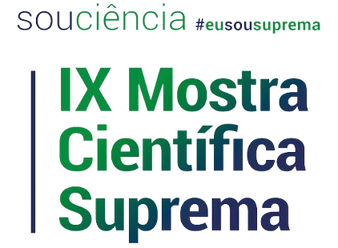 souciência #eusousuprema
IX Mostra
Científica
Suprema